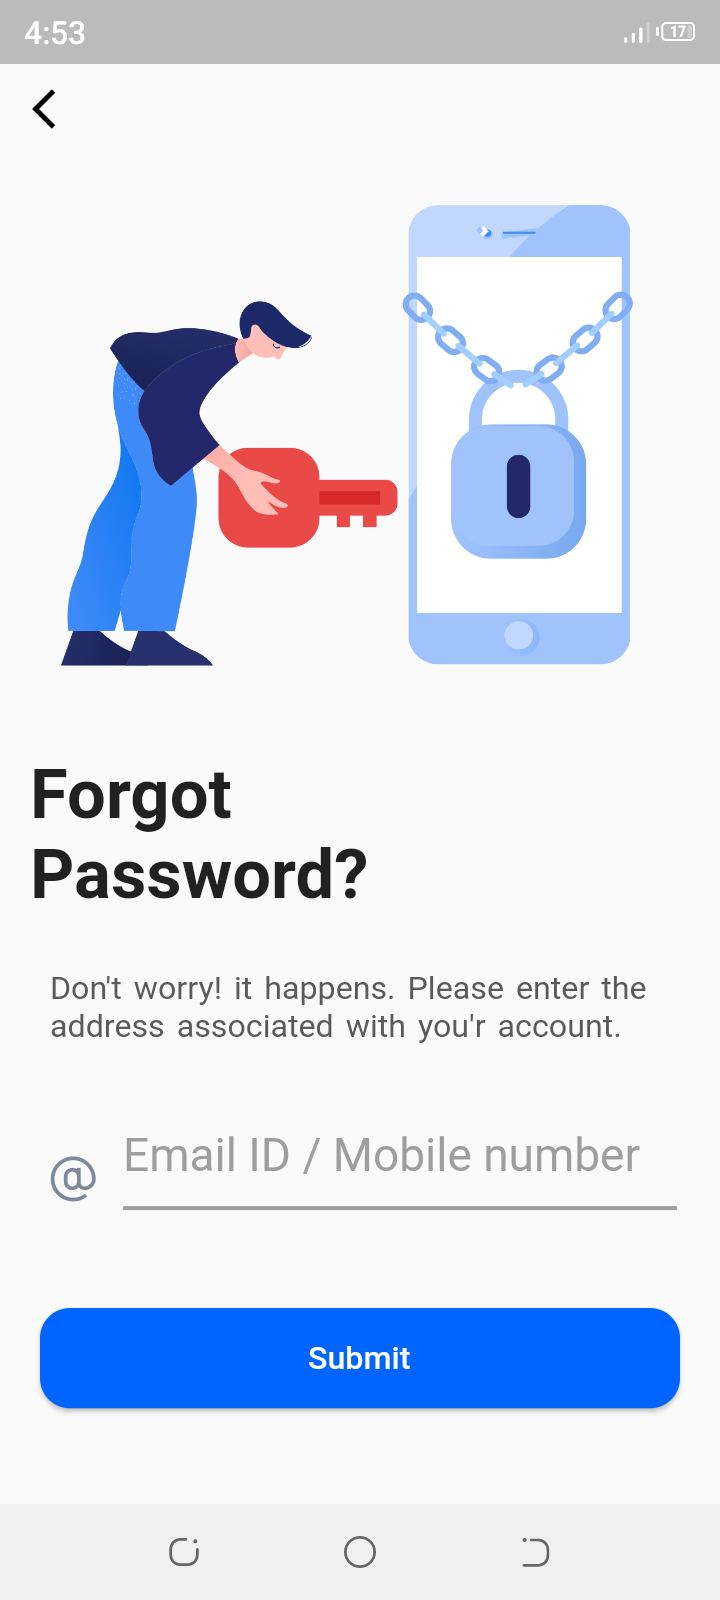 4:53
17
Forgot
Password?
Don't worry! it happens. Please enter the
address associated with you'r account.
@ Email ID / Mobile number
Submit